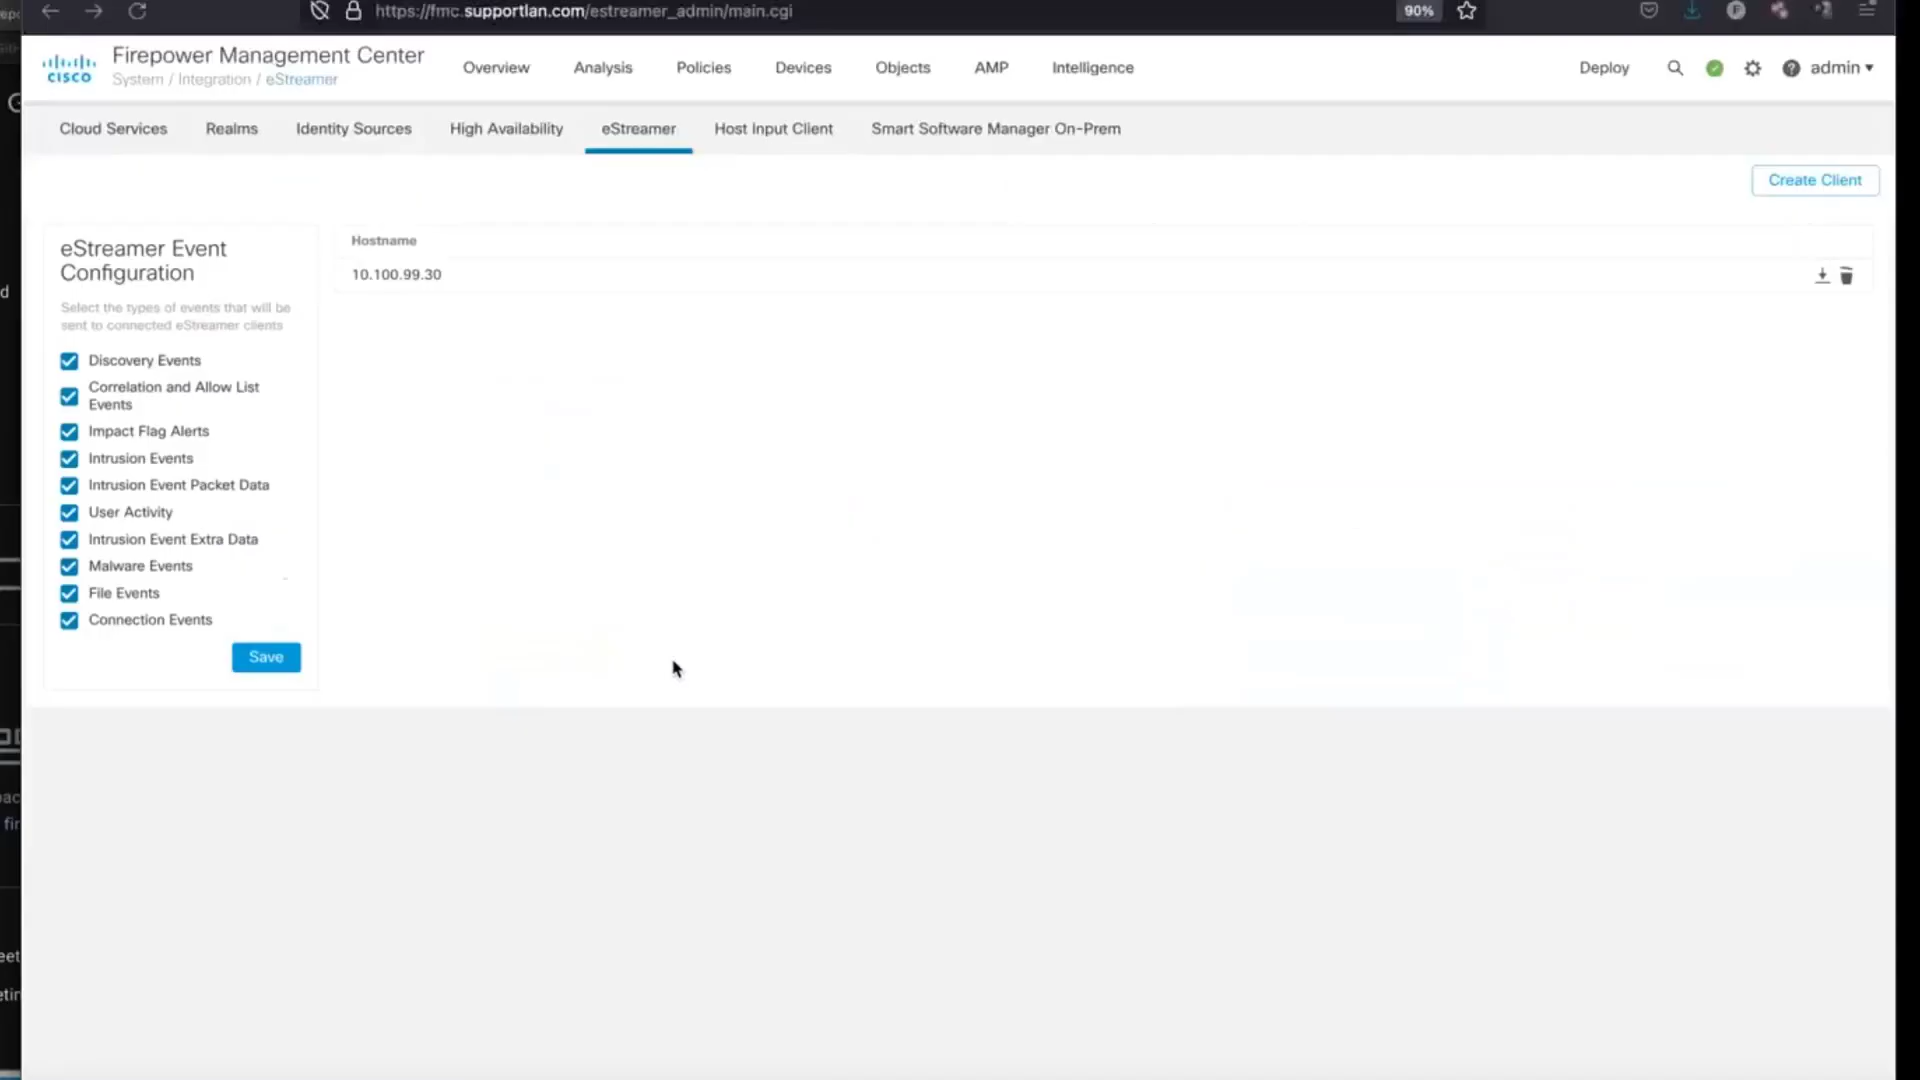 https://fmc.supportlan.com/estreamer_admin/main.cgi
90%
CISCO
Firepower Management Center
System / Integration / eStreamer
Overview
Analysis
Policies
Devices
Objects
AMP
Intelligence
Deploy
admin
Cloud Services
Realms
Identity Sources
High Availability
eStreamer
Host Input Client
Smart Software Manager On-Prem
Create Client
eStreamer Event
Configuration
Select the types of events that will be
sent to connected eStreamer clients
Discovery Events
Correlation and Allow List
Events
Impact Flag Alerts
Intrusion Events
Intrusion Event Packet Data
User Activity
Intrusion Event Extra Data
Malware Events
File Events
Connection Events
Save
Hostname
10.100.99.30